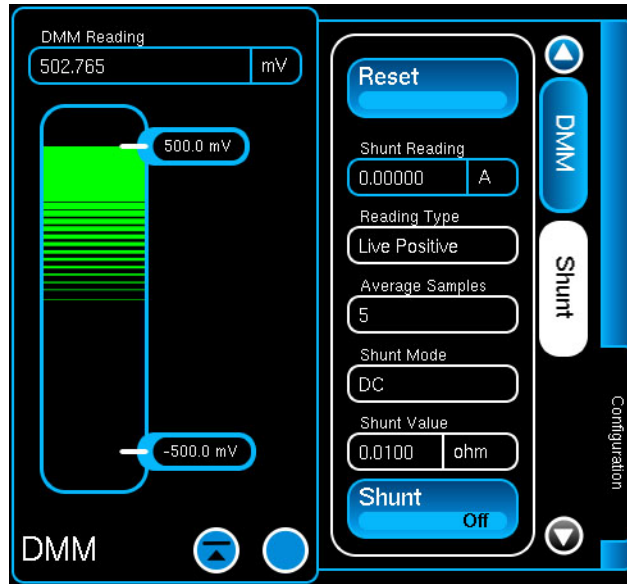 DMM Reading
502.765 mV
500.0 mV
-500.0 mV
DMM
Reset
Shunt Reading
0.00000 A
Reading Type
Live Positive
Average Samples
5
Shunt Mode
DC
Shunt Value
0.0100 ohm
Shunt
Off
DMM
Shunt
Configuration